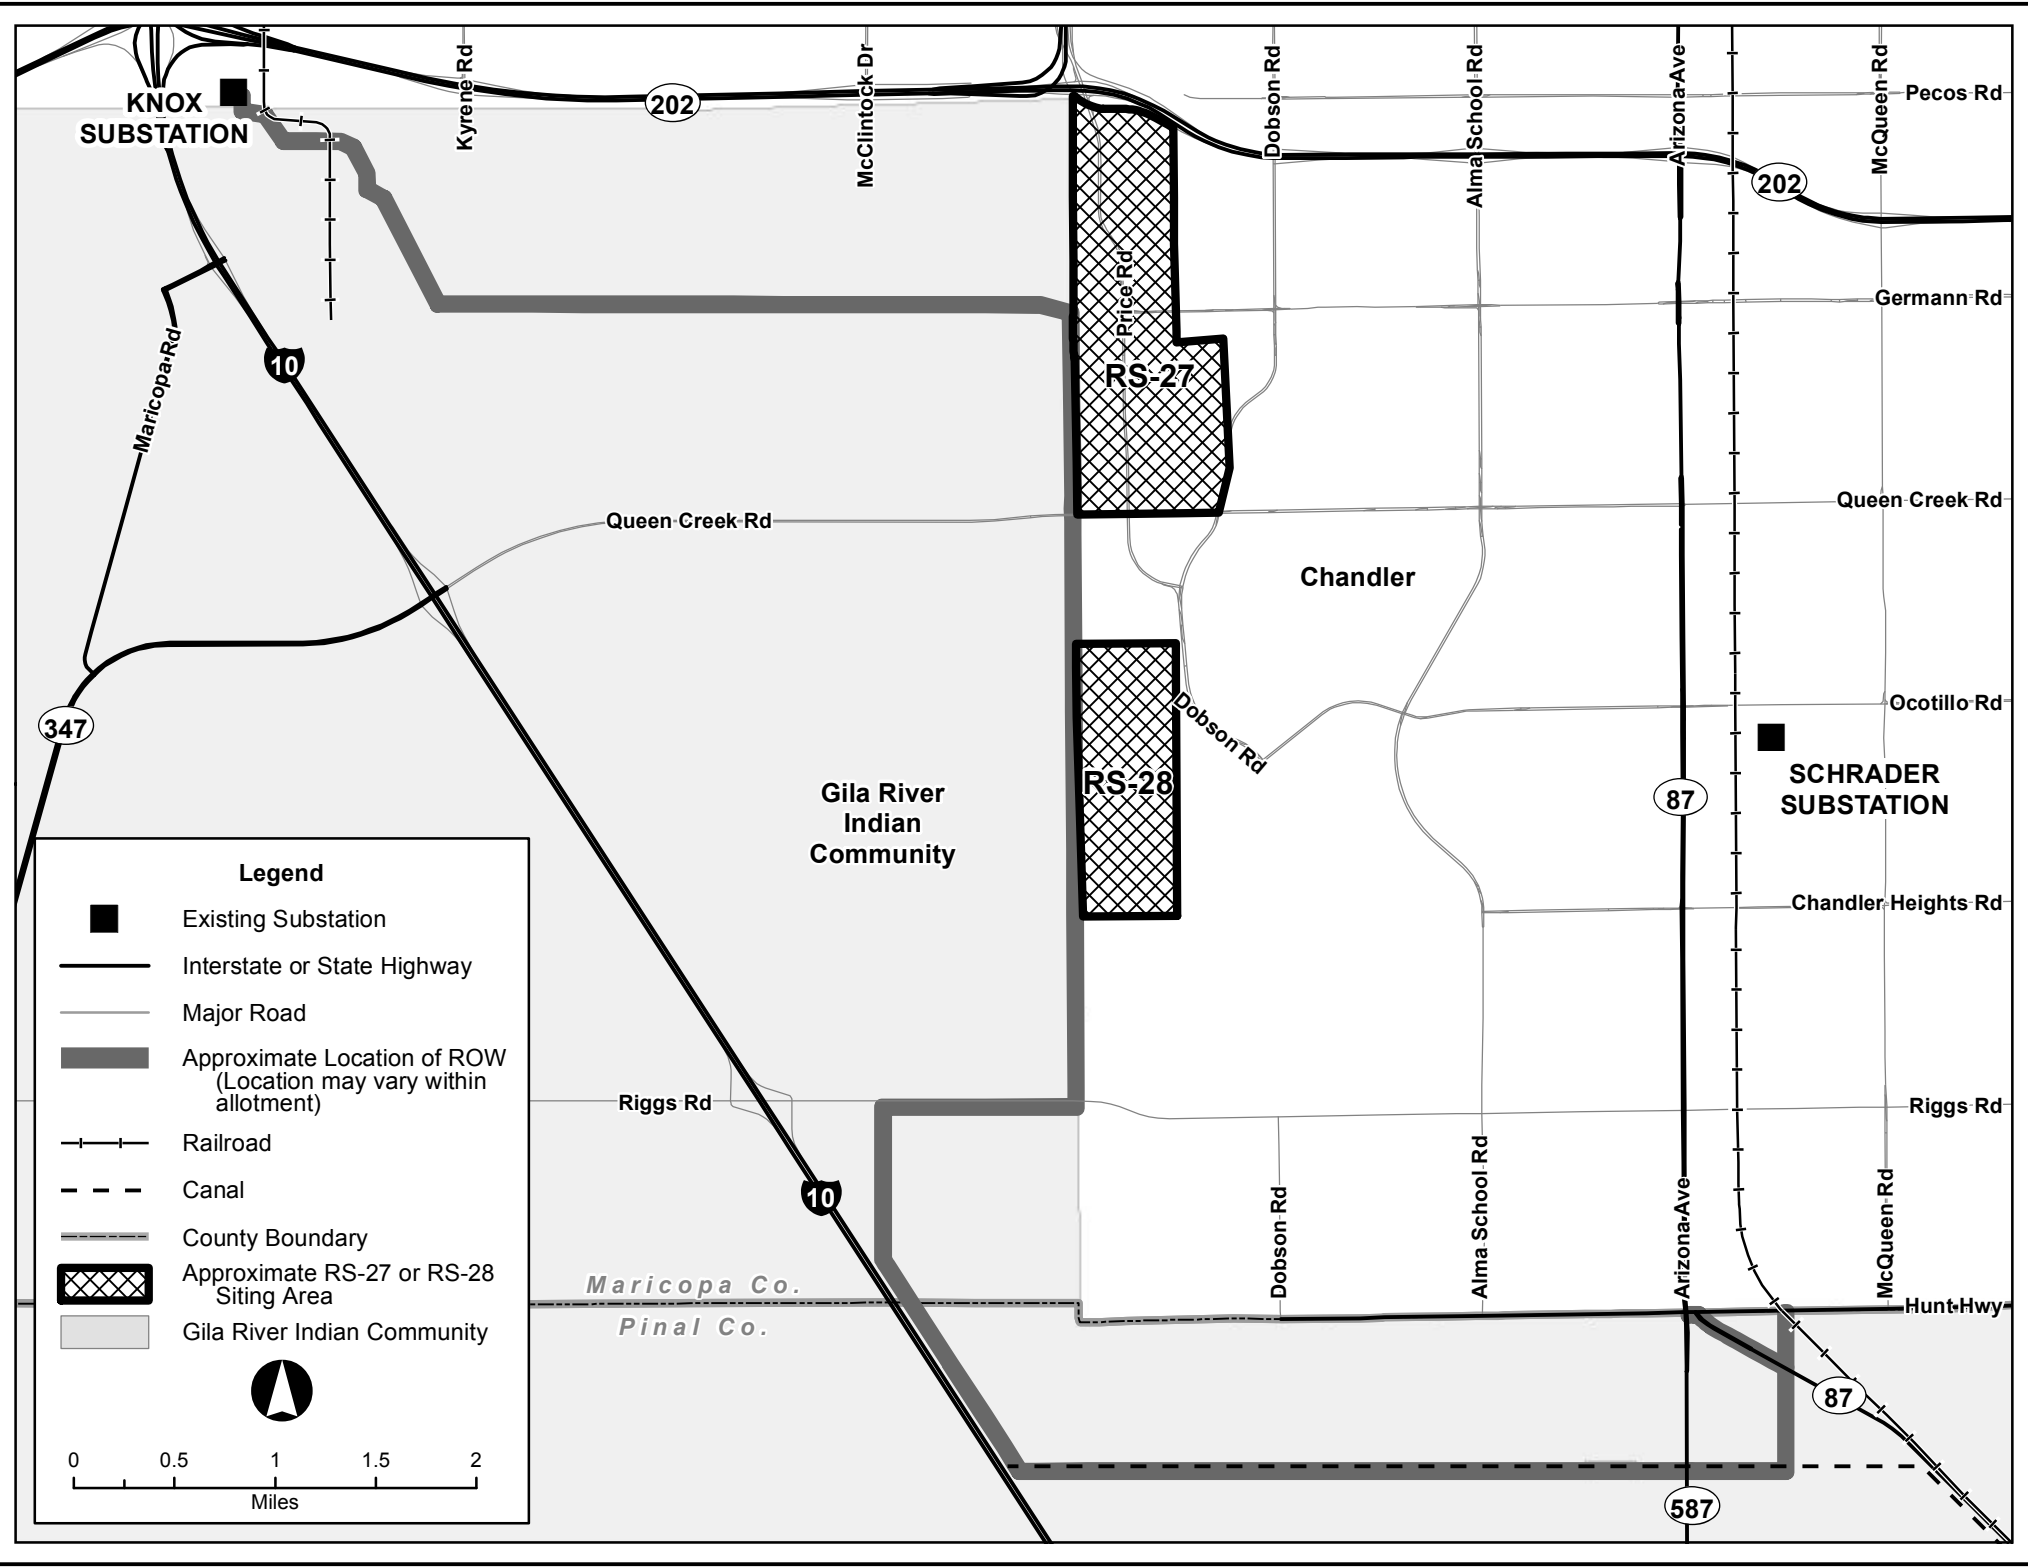 Kyrene Rd
McClintock Dr
Dobson Rd
Alma School Rd
Arizona Ave
McQueen Rd
Pecos Rd
KNOX
SUBSTATION
202
202
Price Rd
Germann Rd
Maricopa Rd
10
RS-27
Queen Creek Rd
Queen Creek Rd
Chandler
347
Dobson Rd
Ocotillo Rd
RS-28
87
SCHRADER
SUBSTATION
Gila River
Indian
Community
Chandler Heights Rd
Riggs Rd
Riggs Rd
10
Dobson Rd
Alma School Rd
Arizona Ave
McQueen Rd
Maricopa Co.
Pinal Co.
Hunt Hwy
87
587
Legend
Existing Substation
Interstate or State Highway
Major Road
Approximate Location of ROW
(Location may vary within
allotment)
Railroad
Canal
County Boundary
Approximate RS-27 or RS-28
Siting Area
Gila River Indian Community
0 0.5 1 1.5 2
Miles